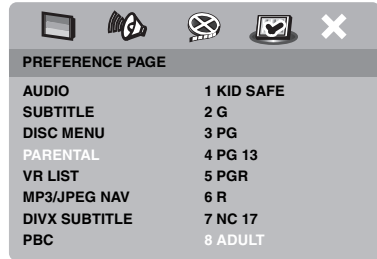 PREFERENCE PAGE
AUDIO 1 KID SAFE
SUBTITLE 2 G
DISC MENU 3 PG
PARENTAL 4 PG 13
VR LIST 5 PGR
MP3/JPEG NAV 6 R
DIVX SUBTITLE 7 NC 17
PBC 8 ADULT